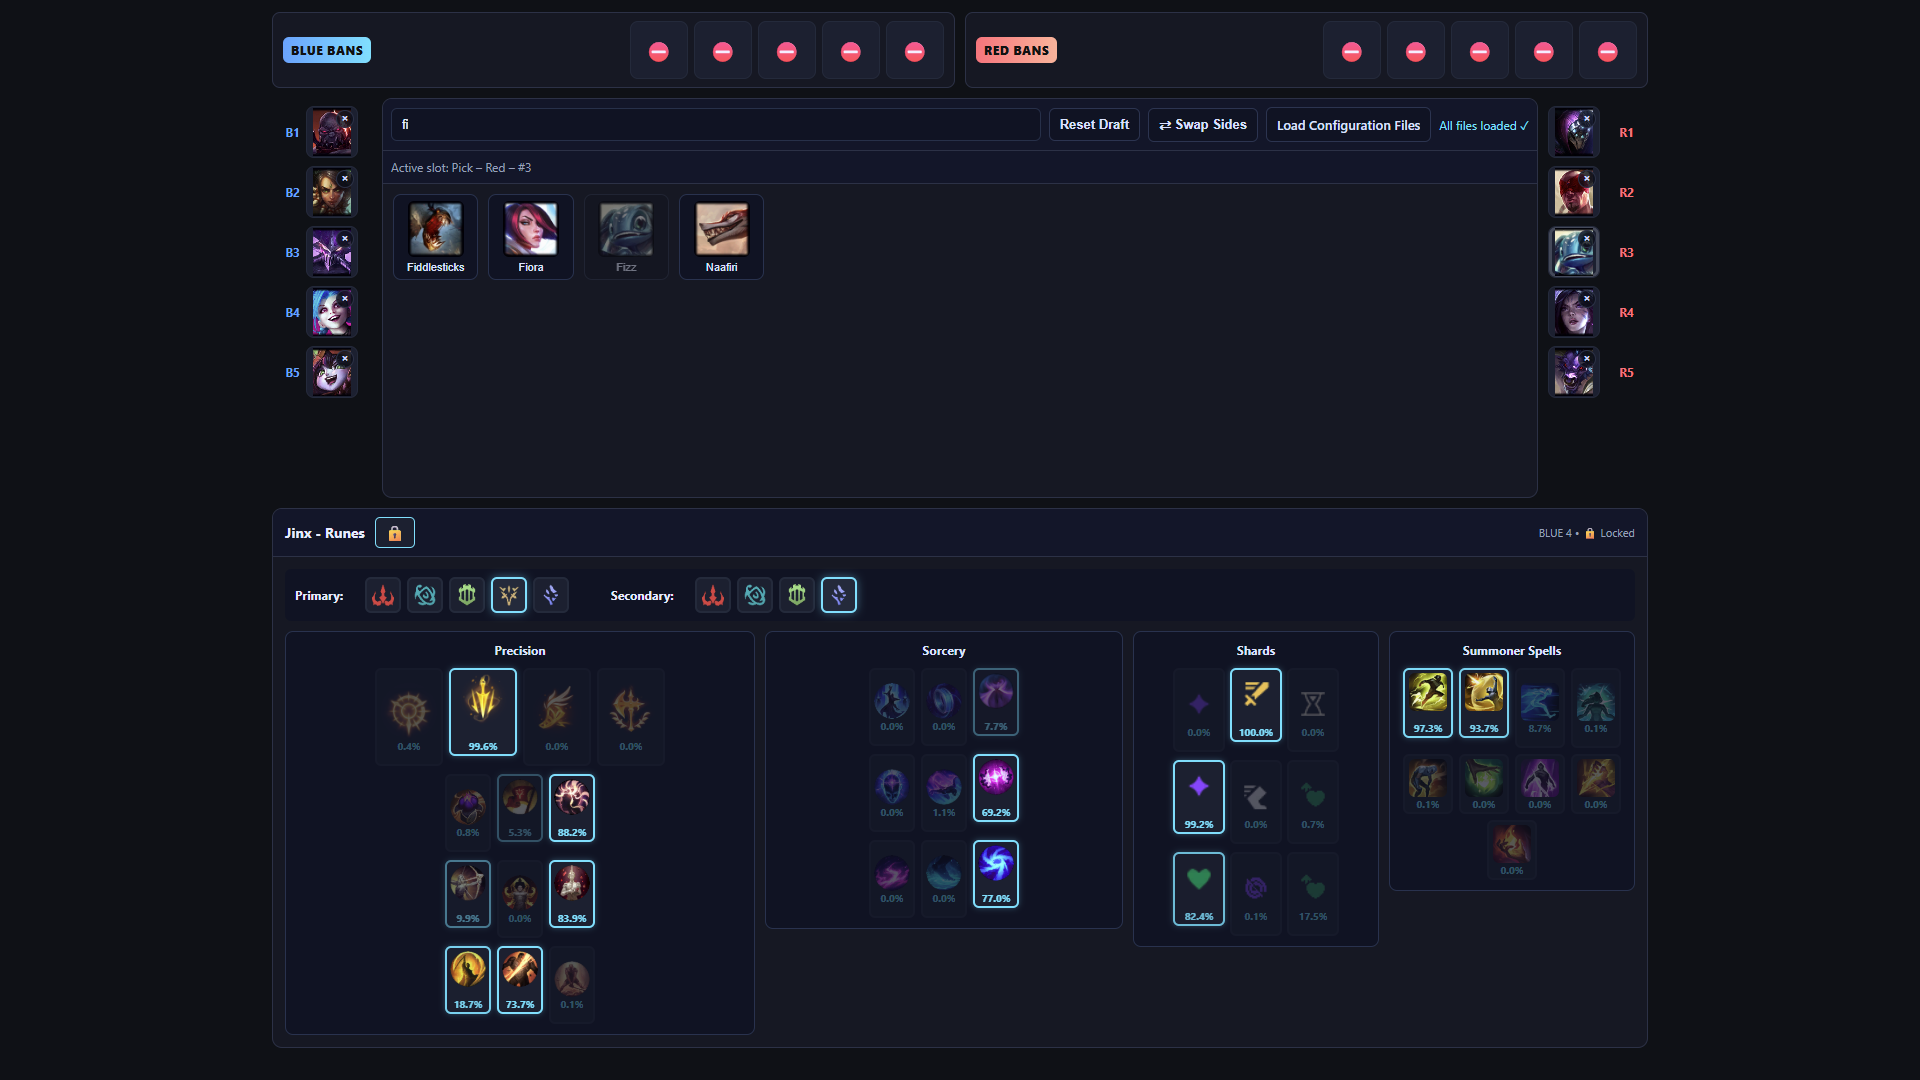 BLUE BANS
RED BANS
B1
B2
B3
B4
B5
fi
Reset Draft
⇄ Swap Sides
Load Configuration Files
All files loaded ✓
Active slot: Pick – Red – #3
Fiddlesticks
Fiora
Fizz
Naafiri
R1
R2
R3
R4
R5
Jinx - Runes
BLUE 4 • 🔒 Locked
Primary:
Secondary:
Precision
0.4%
99.6%
0.0%
0.0%
0.8%
5.3%
88.2%
9.9%
0.0%
83.9%
18.7%
73.7%
0.1%
Sorcery
0.0%
0.0%
7.7%
0.0%
1.1%
69.2%
0.0%
0.0%
77.0%
Shards
0.0%
100.0%
0.0%
99.2%
0.0%
0.7%
82.4%
0.1%
17.5%
Summoner Spells
97.3%
93.7%
8.7%
0.1%
0.1%
0.0%
0.0%
0.0%
0.0%